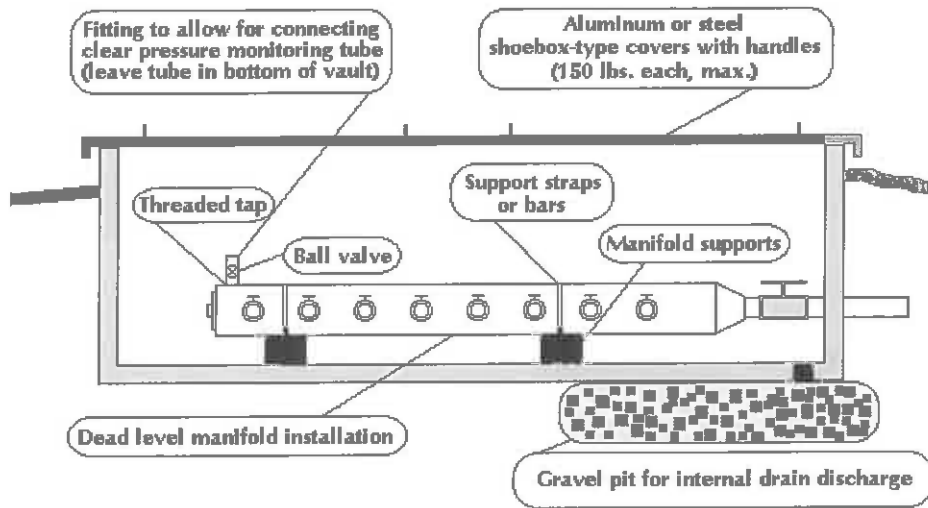 Fitting to allow for connecting
clear pressure monitoring tube
(leave tube in bottom of vault)
Aluminum or steel
shoebox-type covers with handles
(150 lbs. each, max.)
Threaded tap
Ball valve
Support straps
or bars
Manifold supports
Dead level manifold installation
Gravel pit for internal drain discharge